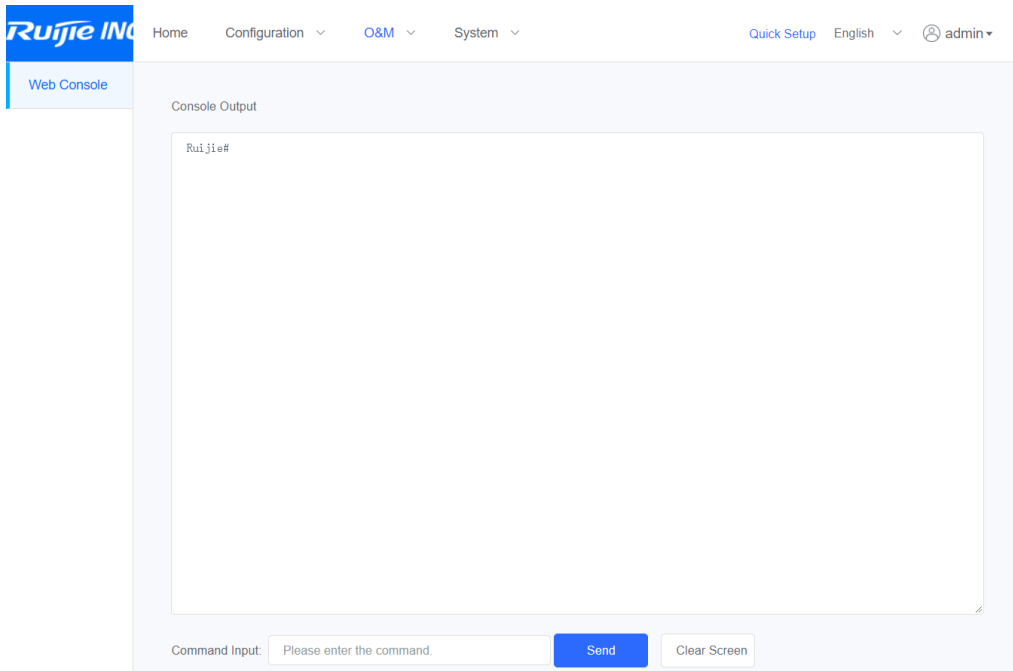 Ruijie INC Home Configuration O&M System Quick Setup English admin
Web Console
Console Output
Ruijie#
Command Input: Please enter the command. Send Clear Screen